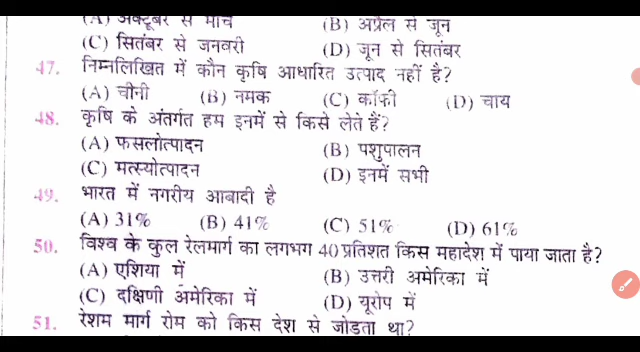 (A) अक्टूबर से मार्च (B) अप्रैल से जून
(C) सितंबर से जनवरी (D) जून से सितंबर
47. निम्नलिखित में कौन कृषि आधारित उत्पाद नहीं है?
(A) चीनी (B) नमक (C) कॉफी (D) चाय
48. कृषि के अंतर्गत हम इनमें से किसे लेते हैं?
(A) फसलोत्पादन (B) पशुपालन
(C) मत्स्योत्पादन (D) इनमें सभी
49. भारत में नगरीय आबादी है
(A) 31% (B) 41% (C) 51% (D) 61%
50. विश्व के कुल रेलमार्ग का लगभग 40 प्रतिशत किस महादेश में पाया जाता है?
(A) एशिया में (B) उत्तरी अमेरिका में
(C) दक्षिणी अमेरिका में (D) यूरोप में
51. रेशम मार्ग रोम को किस देश से जोड़ता था?